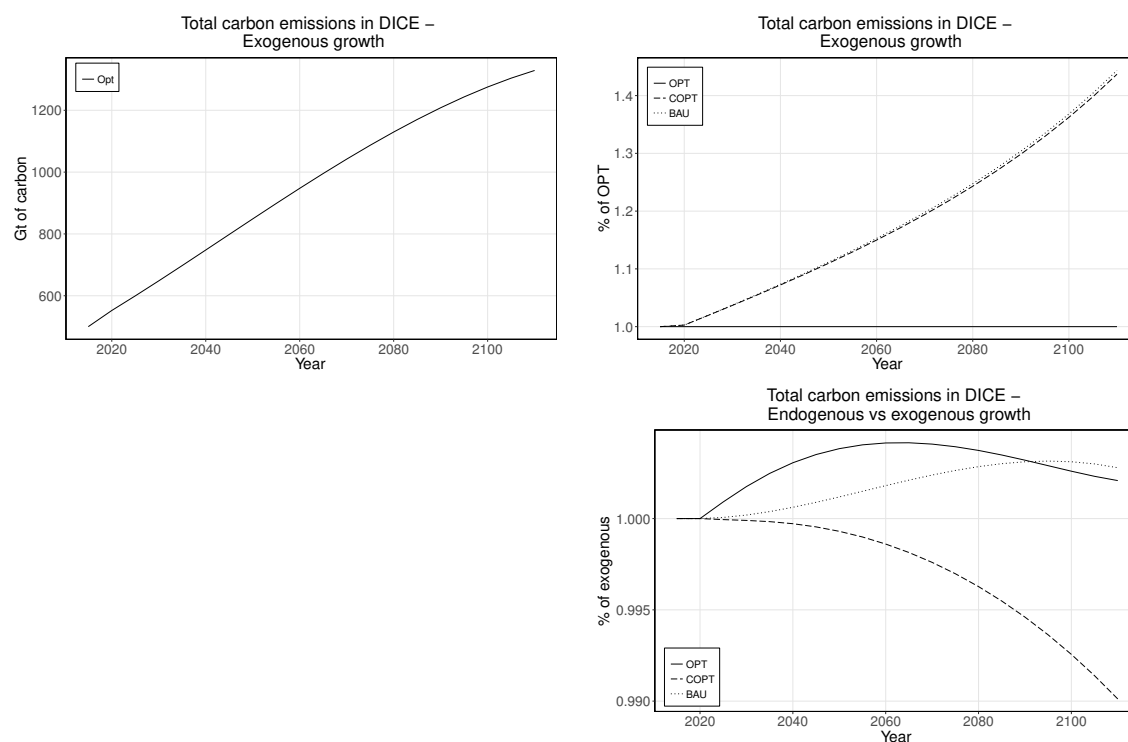 Total carbon emissions in DICE –
Exogenous growth
Gt of carbon
1200
1000
800
600
Opt
2020 2040 2060 2080 2100
Year
Total carbon emissions in DICE –
Exogenous growth
% of OPT
1.4
1.3
1.2
1.1
1.0
OPT
COPT
BAU
2020 2040 2060 2080 2100
Year
Total carbon emissions in DICE –
Endogenous vs exogenous growth
% of exogenous
1.000
0.995
0.990
OPT
COPT
BAU
2020 2040 2060 2080 2100
Year